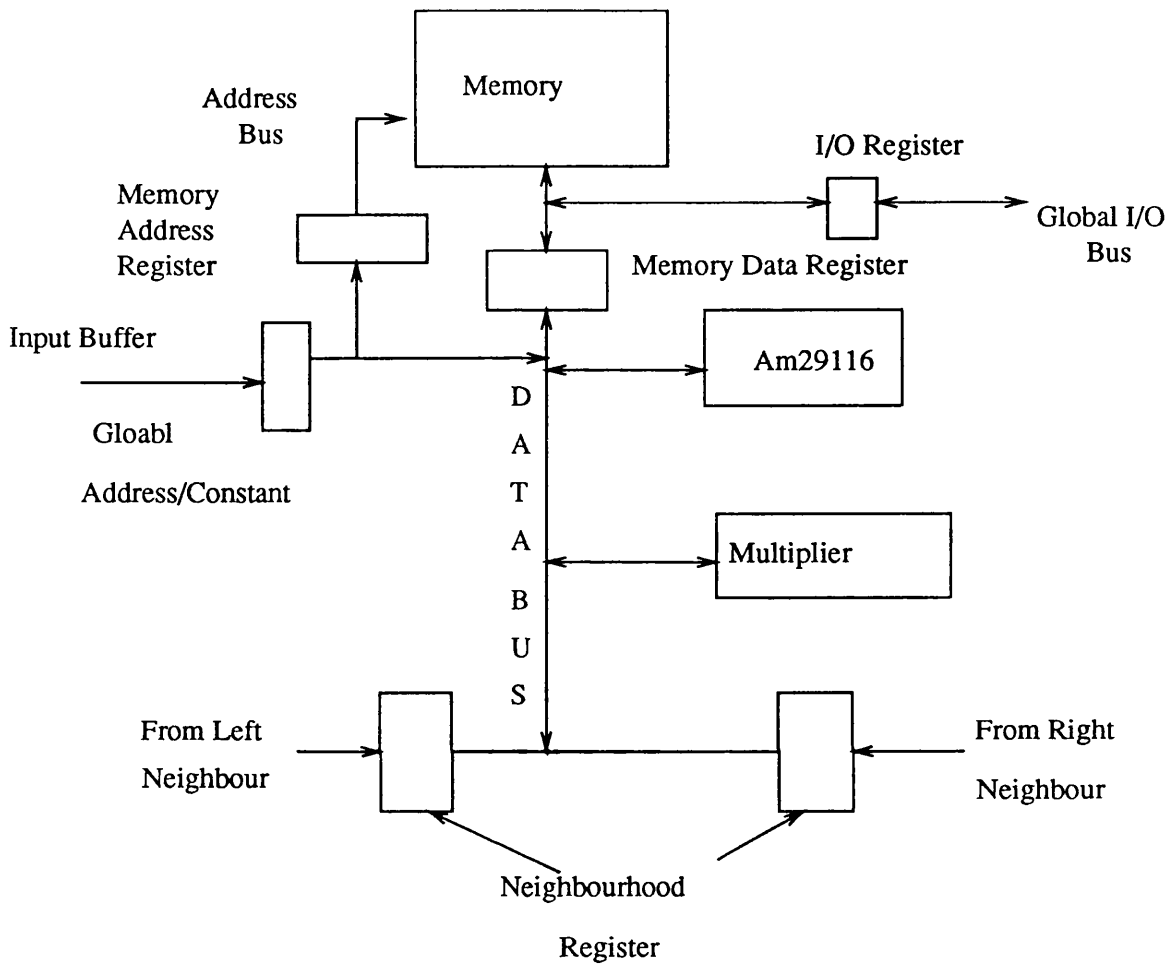 Memory
Address
Bus
I/O Register
Memory
Address
Register
Global I/O
Bus
Memory Data Register
Input Buffer
Am29116
Gloabl
Address/Constant
D
A
T
A
B
U
S
Multiplier
From Left
Neighbour
From Right
Neighbour
Neighbourhood
Register